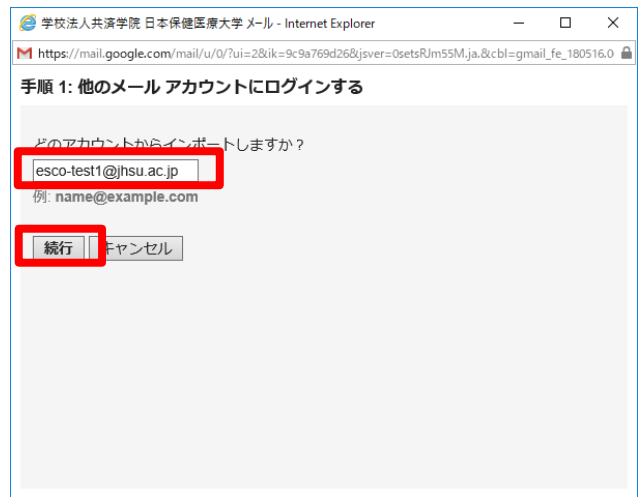 学校法人共済学院 日本保健医療大学 メール - Internet Explorer
https://mail.google.com/mail/u/0/?ui=2&ik=9c9a769d26&jsver=0setsRJm55M.ja.&cbl=gmail_fe_180516.0
手順 1: 他のメール アカウントにログインする
どのアカウントからインポートしますか？
esco-test1@jhsu.ac.jp
例: name@example.com
続行 キャンセル